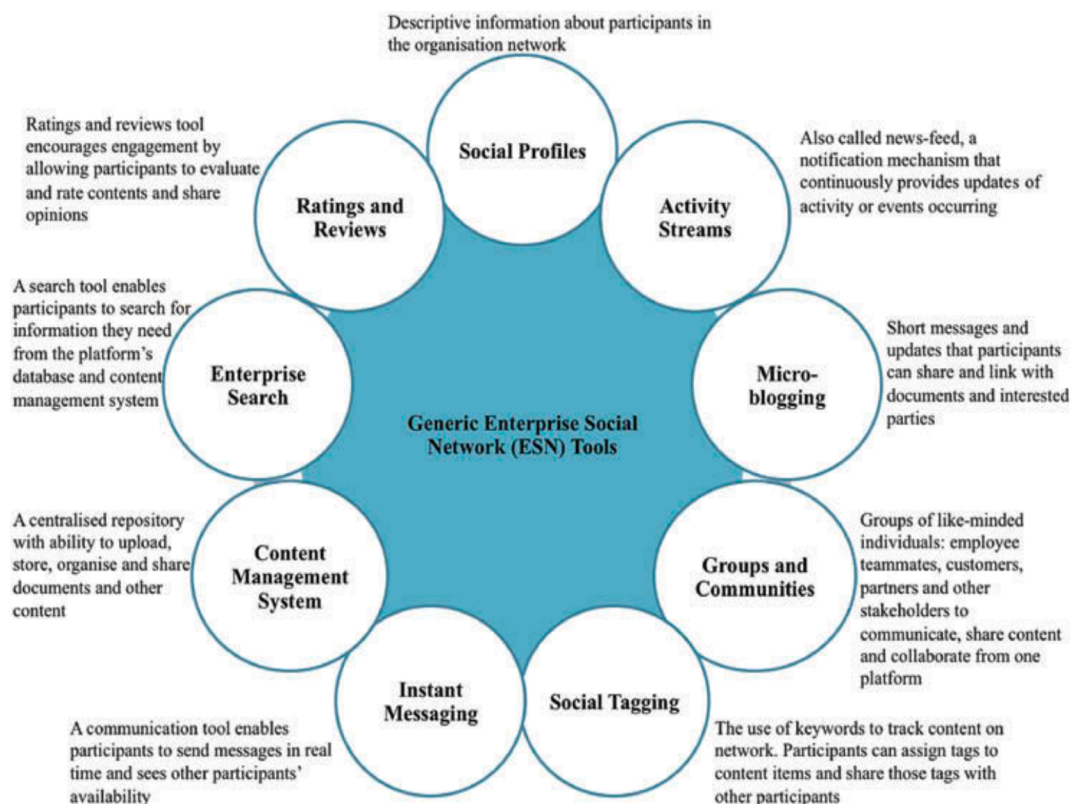 Descriptive information about participants in
the organisation network
Social Profiles
Also called news-feed, a
notification mechanism that
continuously provides updates of
activity or events occurring
Activity
Streams
Short messages and
updates that participants
can share and link with
documents and interested
parties
Micro-
blogging
Groups of like-minded
individuals: employee
teammates, customers,
partners and other
stakeholders to
communicate, share content
and collaborate from one
platform
Groups and
Communities
The use of keywords to track content on
network. Participants can assign tags to
content items and share those tags with
other participants
Social Tagging
Instant
Messaging
A communication tool enables
participants to send messages in real
time and sees other participants’
availability
Content
Management
System
A centralised repository
with ability to upload,
store, organise and share
documents and other
content
Enterprise
Search
A search tool enables
participants to search for
information they need
from the platform’s
database and content
management system
Ratings and
Reviews
Ratings and reviews tool
encourages engagement by
allowing participants to evaluate
and rate contents and share
opinions
Generic Enterprise Social
Network (ESN) Tools